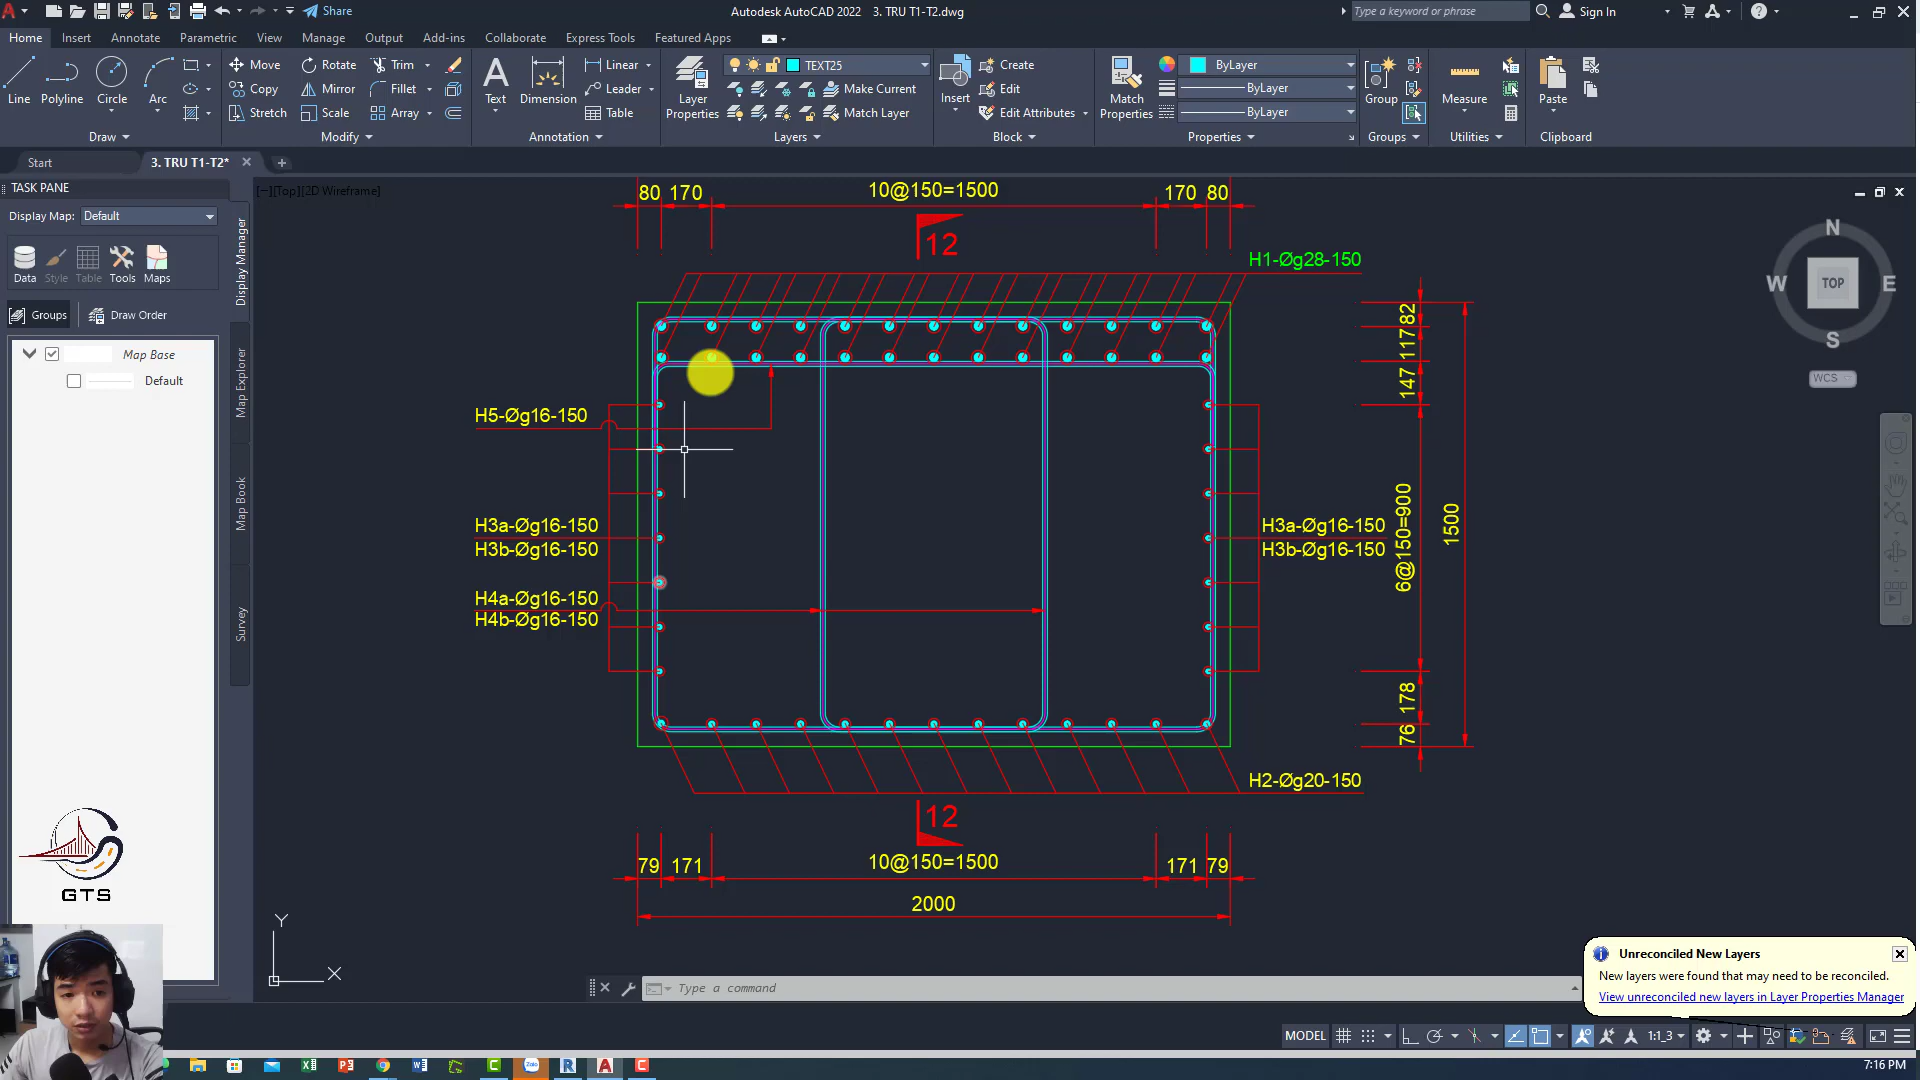 Share
Autodesk AutoCAD 2022   3. TRU T1-T2.dwg
Type a keyword or phrase
Sign In
Home
Insert
Annotate
Parametric
View
Manage
Output
Add-ins
Collaborate
Express Tools
Featured Apps
Line
Polyline
Circle
Arc
Draw
Move
Copy
Stretch
Rotate
Mirror
Scale
Trim
Fillet
Array
Modify
Text
Dimension
Linear
Leader
Table
Annotation
Layer
Properties
TEXT25
Make Current
Match Layer
Layers
Insert
Create
Edit
Edit Attributes
Block
Match
Properties
ByLayer
ByLayer
ByLayer
Properties
Group
Groups
Measure
Utilities
Paste
Clipboard
Start
3. TRU T1-T2*
TASK PANE
Display Map:
Default
Data
Style
Table
Tools
Maps
Groups
Draw Order
Map Base
Default
Display Manager
Map Explorer
Map Book
Survey
GTS
[−][Top][2D Wireframe]
80 170
10@150=1500
170 80
12
H1-Øg28-150
H5-Øg16-150
H3a-Øg16-150
H3b-Øg16-150
H4a-Øg16-150
H4b-Øg16-150
H3a-Øg16-150
H3b-Øg16-150
82
117
147
6@150=900
178
76
1500
H2-Øg20-150
12
79 171
10@150=1500
171 79
2000
N
W
TOP
E
S
WCS
Y
X
Type a command
Unreconciled New Layers
New layers were found that may need to be reconciled.
View unreconciled new layers in Layer Properties Manager
MODEL
1:1_3
Zalo
7:16 PM